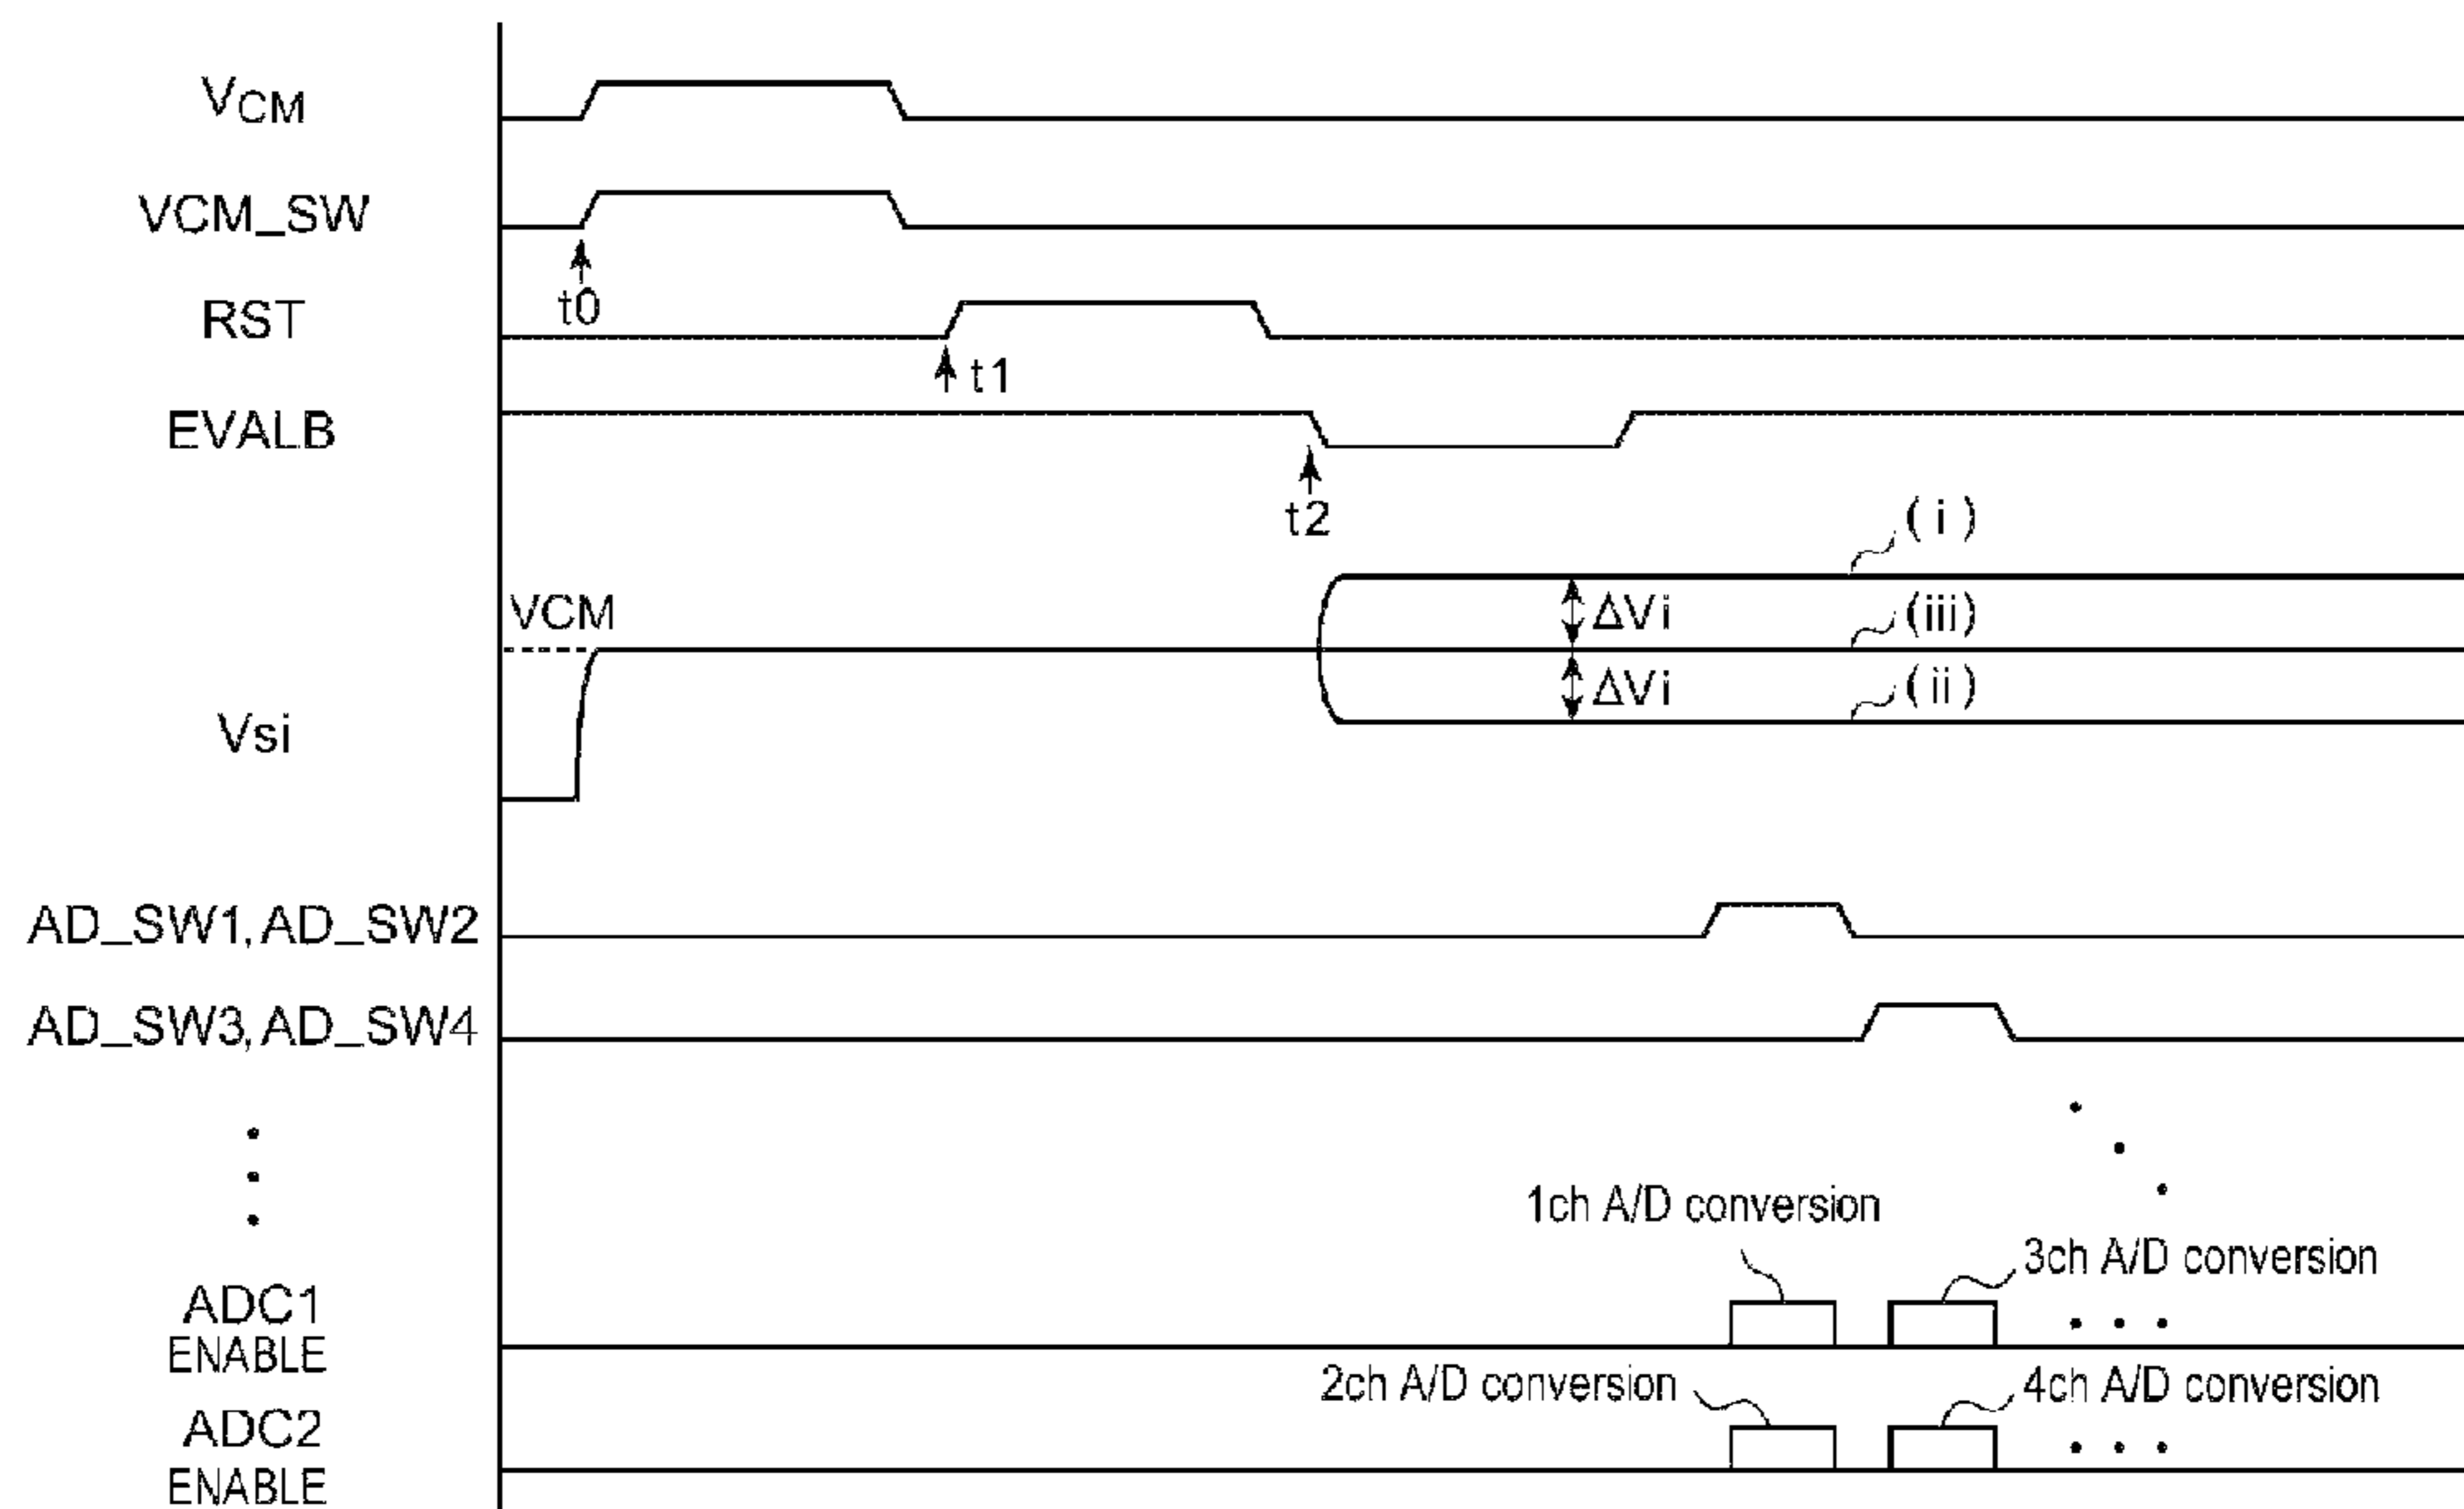 VCM
VCM_SW
t0
RST
t1
EVALB
t2
(i)
VCM
ΔVi
(iii)
ΔVi
(ii)
Vsi
AD_SW1, AD_SW2
AD_SW3, AD_SW4
1ch A/D conversion
3ch A/D conversion
ADC1
ENABLE
2ch A/D conversion
4ch A/D conversion
ADC2
ENABLE